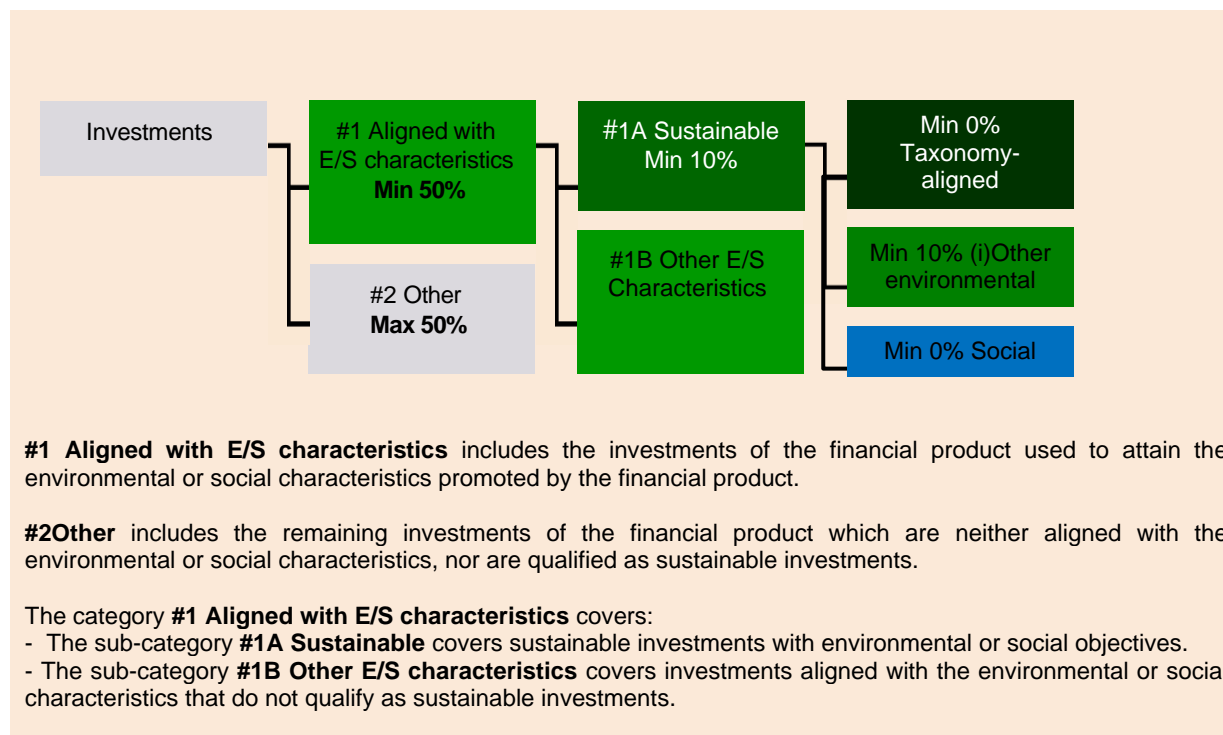 Investments
#1 Aligned with
E/S characteristics
Min 50%
#2 Other
Max 50%
#1A Sustainable
Min 10%
#1B Other E/S
Characteristics
Min 0%
Taxonomy-
aligned
Min 10% (i)Other
environmental
Min 0% Social
#1 Aligned with E/S characteristics includes the investments of the financial product used to attain the
environmental or social characteristics promoted by the financial product.
#2Other includes the remaining investments of the financial product which are neither aligned with the
environmental or social characteristics, nor are qualified as sustainable investments.
The category #1 Aligned with E/S characteristics covers:
- The sub-category #1A Sustainable covers sustainable investments with environmental or social objectives.
- The sub-category #1B Other E/S characteristics covers investments aligned with the environmental or social
characteristics that do not qualify as sustainable investments.